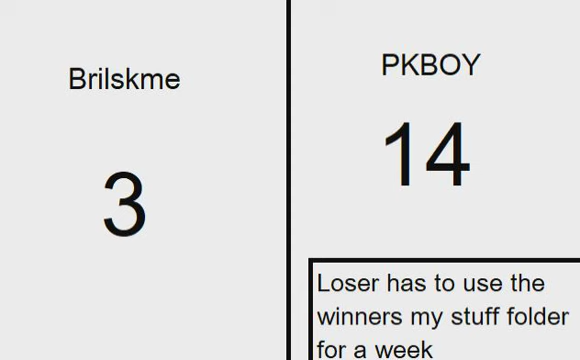 Brilskme
3
PKBOY
14
Loser has to use the
winners my stuff folder
for a week